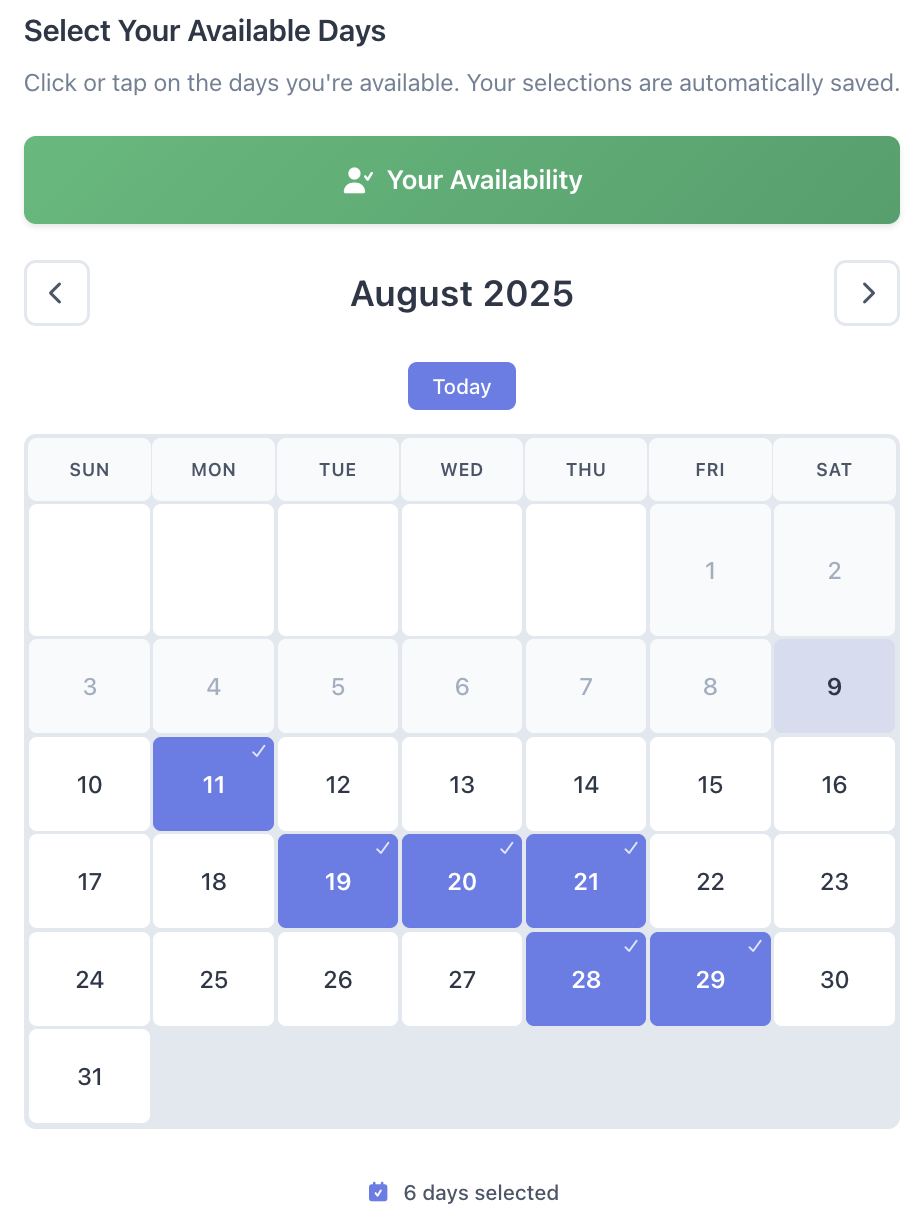 Select Your Available Days
Click or tap on the days you're available. Your selections are automatically saved.
Your Availability
August 2025
Today
SUN MON TUE WED THU FRI SAT
1 2
3 4 5 6 7 8 9
10 11 12 13 14 15 16
17 18 19 20 21 22 23
24 25 26 27 28 29 30
31
6 days selected